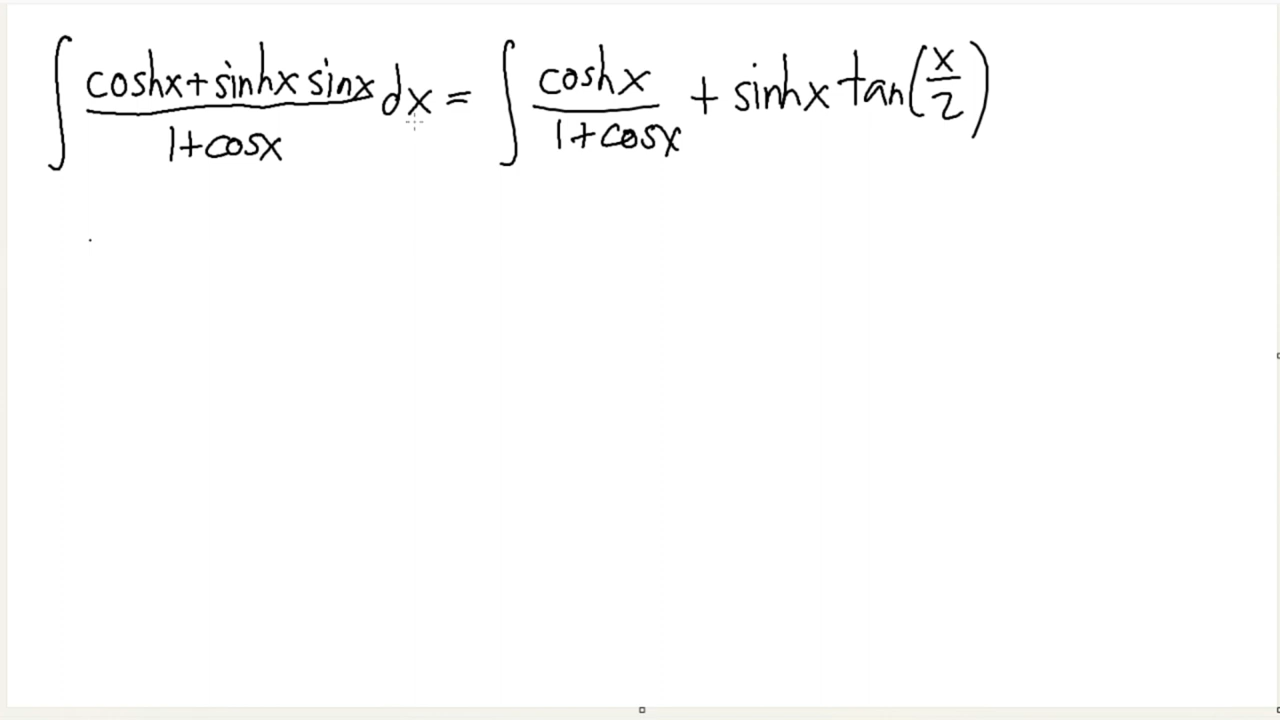 ∫ (coshx + sinhx sinx)/(1+cosx) dx = ∫ coshx/(1+cosx) + sinhx tan(x/2)